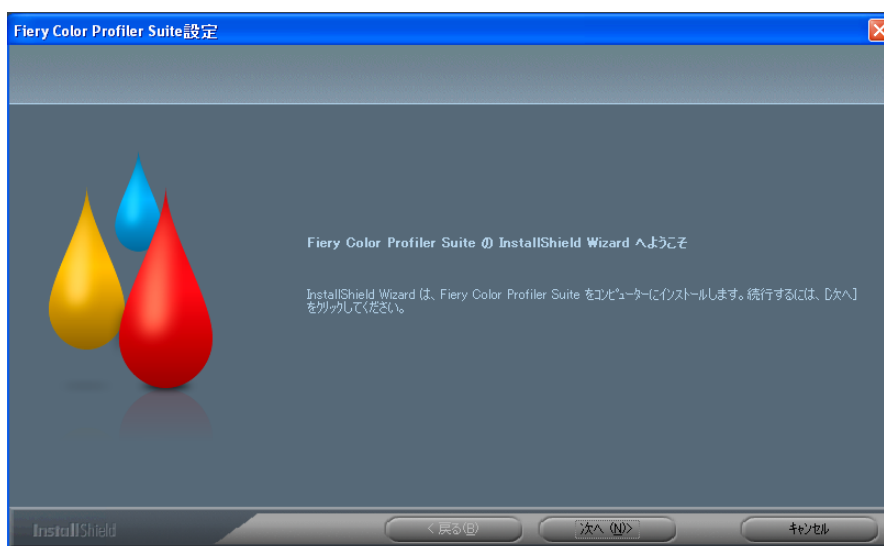 Fiery Color Profiler Suite設定
Fiery Color Profiler Suite の InstallShield Wizard へようこそ
InstallShield Wizard は、Fiery Color Profiler Suite をコンピューターにインストールします。続行するには、[次へ]
をクリックしてください。
InstallShield
< 戻る(B)
次へ (N)>
キャンセル